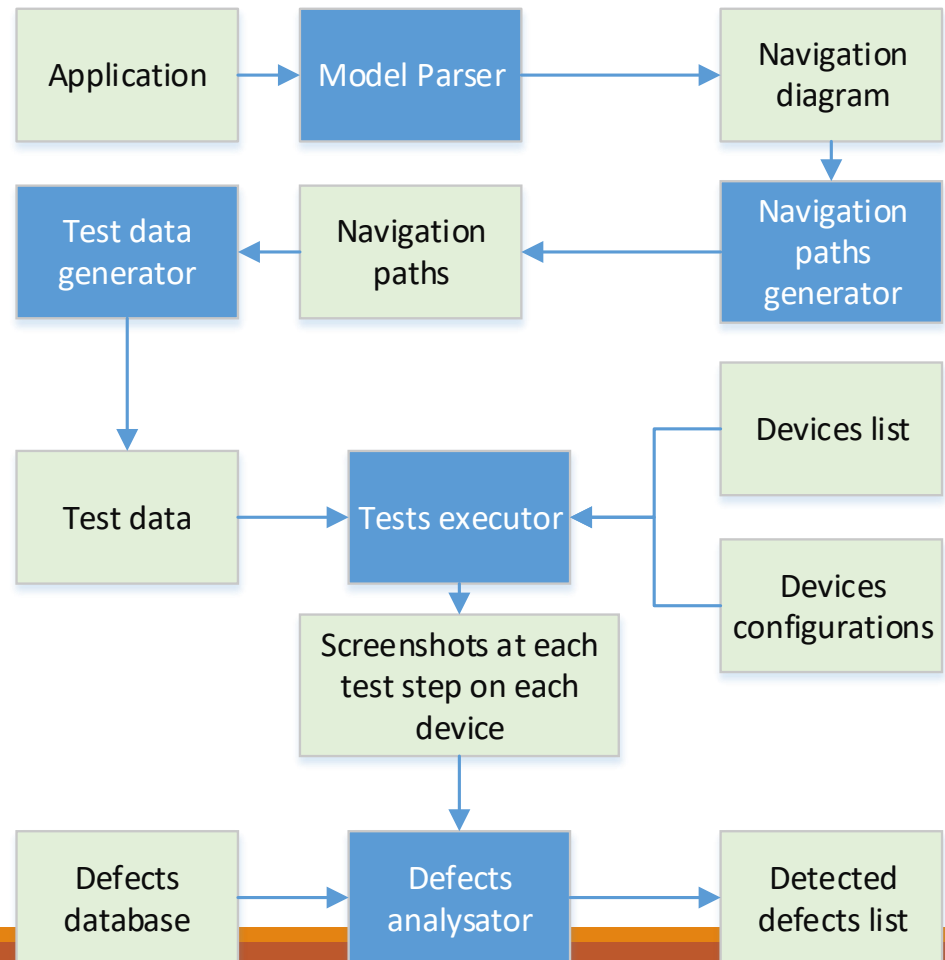 Application
Model Parser
Navigation
diagram
Test data
generator
Navigation
paths
Navigation
paths
generator
Devices list
Test data
Tests executor
Devices
configurations
Screenshots at each
test step on each
device
Defects
database
Defects
analysator
Detected
defects list